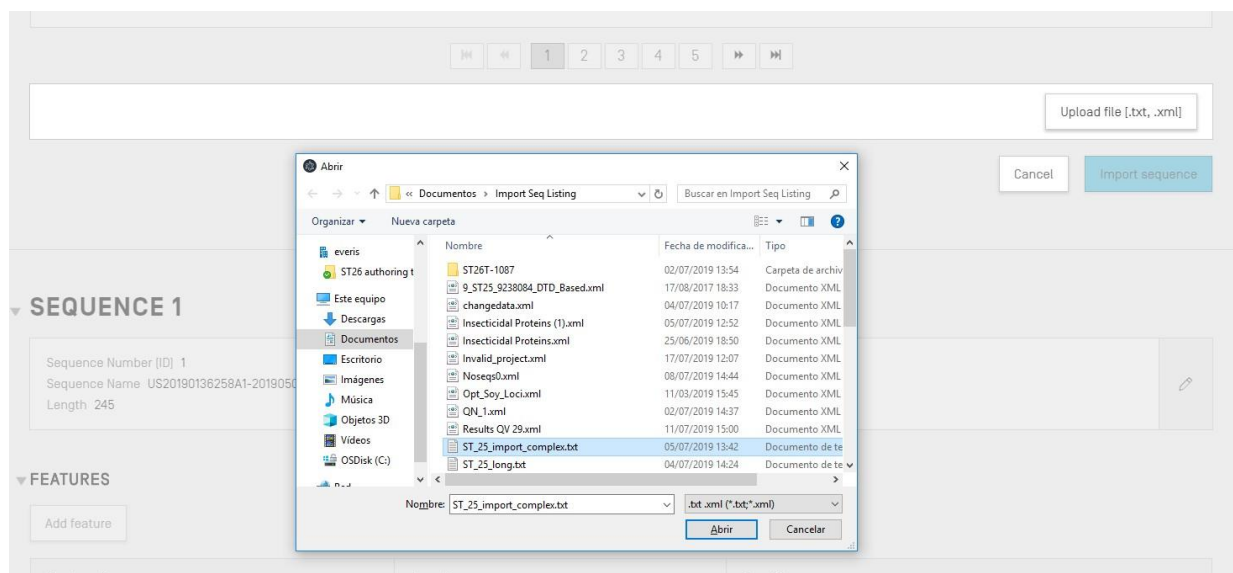 1 2 3 4 5
Upload file [.txt, .xml]
Abrir
Cancel
Import sequence
« Documentos > Import Seq Listing
Buscar en Import Seq Listing
Organizar
Nueva carpeta
everis
ST26 authoring t
Este equipo
Descargas
Documentos
Escritorio
Imágenes
Música
Objetos 3D
Vídeos
OSDisk (C:)
Nombre Fecha de modifica... Tipo
ST26T-1087 02/07/2019 13:54 Carpeta de archiv
9_ST25_9238084_DTD_Based.xml 17/08/2017 18:33 Documento XML
changedata.xml 04/07/2019 10:17 Documento XML
Insecticidal Proteins (1).xml 05/07/2019 12:52 Documento XML
Insecticidal Proteins.xml 25/06/2019 18:50 Documento XML
Invalid_project.xml 17/07/2019 12:07 Documento XML
Noseqs0.xml 08/07/2019 14:44 Documento XML
Opt_Soy_Loci.xml 11/03/2019 15:45 Documento XML
QN_1.xml 02/07/2019 14:37 Documento XML
Results QV 29.xml 11/07/2019 15:00 Documento XML
ST_25_import_complex.txt 05/07/2019 13:42 Documento de te
ST_25_long.txt 04/07/2019 14:24 Documento de te
Nombre: ST_25_import_complex.txt
.txt .xml (*.txt;*.xml)
Abrir
Cancelar
SEQUENCE 1
Sequence Number [ID] 1
Sequence Name US20190136258A1-2019050
Length 245
FEATURES
Add feature